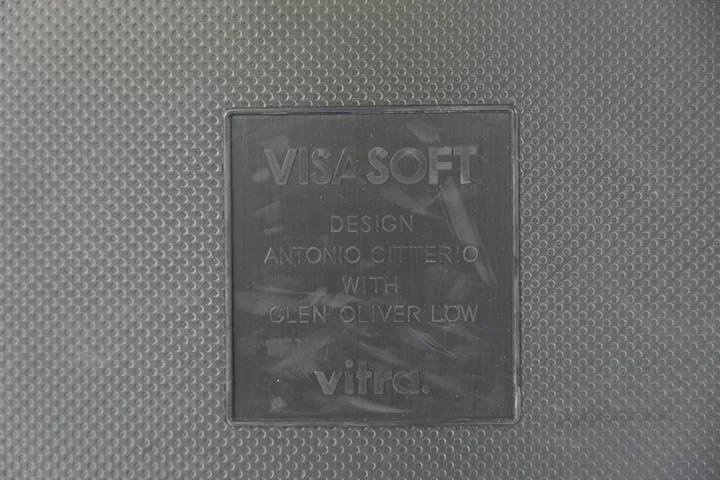 VISASOFT
DESIGN
ANTONIO CITTERIO
WITH
GLEN OLIVER LOW
vitra.